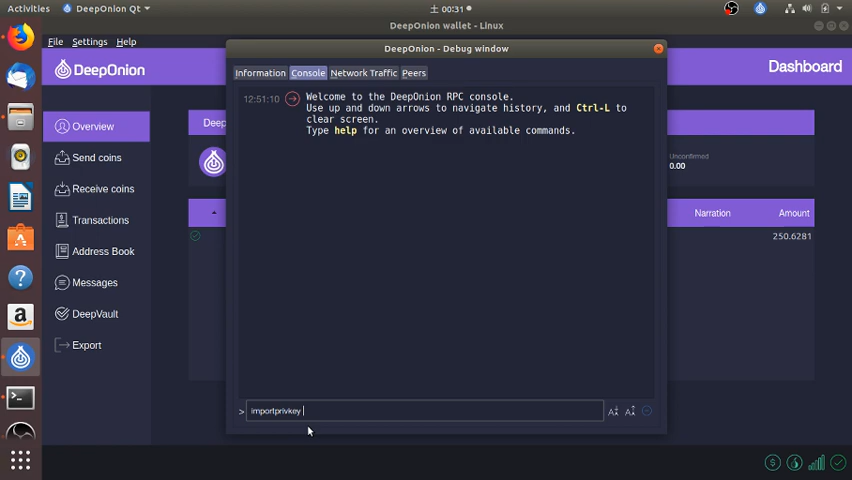 Activities
DeepOnion Qt
土 00:31
DeepOnion wallet - Linux
File Settings Help
DeepOnion - Debug window
DeepOnion
Dashboard
Information Console Network Traffic Peers
12:51:10
Welcome to the DeepOnion RPC console.
Use up and down arrows to navigate history, and Ctrl-L to
clear screen.
Type help for an overview of available commands.
Overview
Deep
Send coins
Unconfirmed
0.00
Receive coins
Transactions
Narration Amount
250.6281
Address Book
Messages
DeepVault
Export
> importprivkey